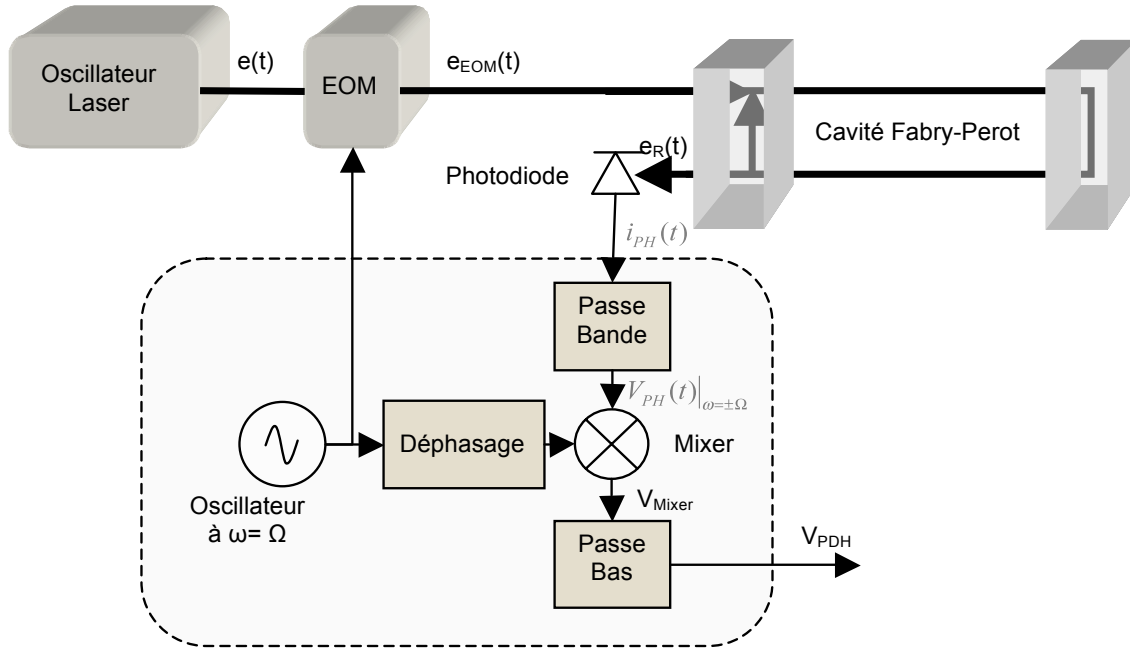 Oscillateur
Laser
e(t)
EOM
e_EOM(t)
Cavité Fabry-Perot
e_R(t)
Photodiode
i_PH(t)
Passe
Bande
V_PH(t)|_ω=±Ω
Déphasage
Mixer
Oscillateur
à ω= Ω
V_Mixer
Passe
Bas
V_PDH